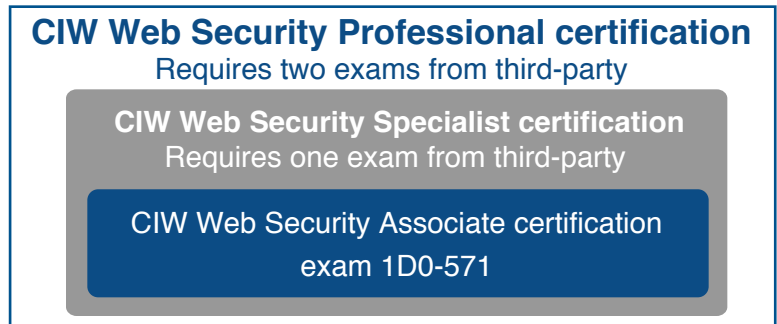 CIW Web Security Professional certification
Requires two exams from third-party
CIW Web Security Specialist certification
Requires one exam from third-party
CIW Web Security Associate certification
exam 1D0-571